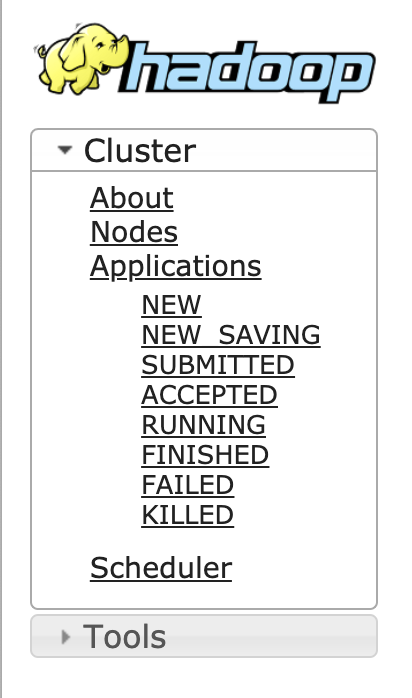 hadoop
Cluster
About
Nodes
Applications
NEW
NEW_SAVING
SUBMITTED
ACCEPTED
RUNNING
FINISHED
FAILED
KILLED
Scheduler
Tools